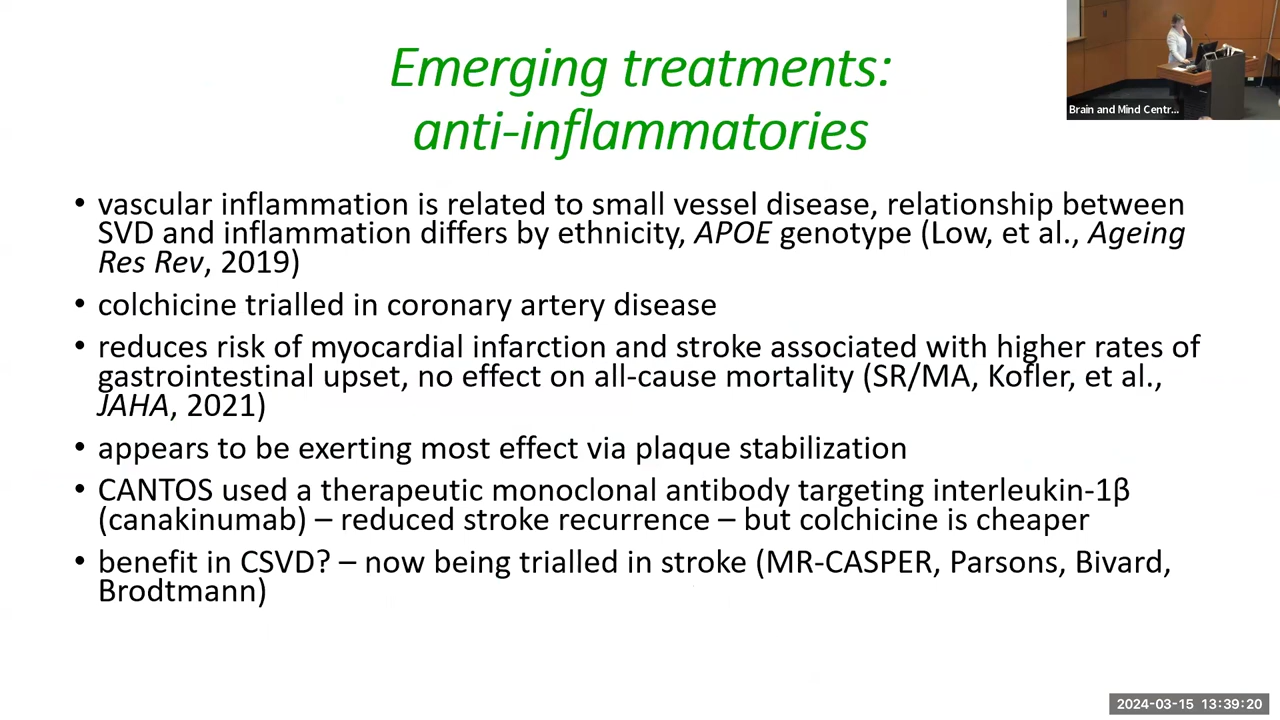 Emerging treatments:
anti-inflammatories
Brain and Mind Centr...
• vascular inflammation is related to small vessel disease, relationship between
SVD and inflammation differs by ethnicity, APOE genotype (Low, et al., Ageing
Res Rev, 2019)
• colchicine trialled in coronary artery disease
• reduces risk of myocardial infarction and stroke associated with higher rates of
gastrointestinal upset, no effect on all-cause mortality (SR/MA, Kofler, et al.,
JAHA, 2021)
• appears to be exerting most effect via plaque stabilization
• CANTOS used a therapeutic monoclonal antibody targeting interleukin-1β
(canakinumab) – reduced stroke recurrence – but colchicine is cheaper
• benefit in CSVD? – now being trialled in stroke (MR-CASPER, Parsons, Bivard,
Brodtmann)
2024-03-15 13:39:20